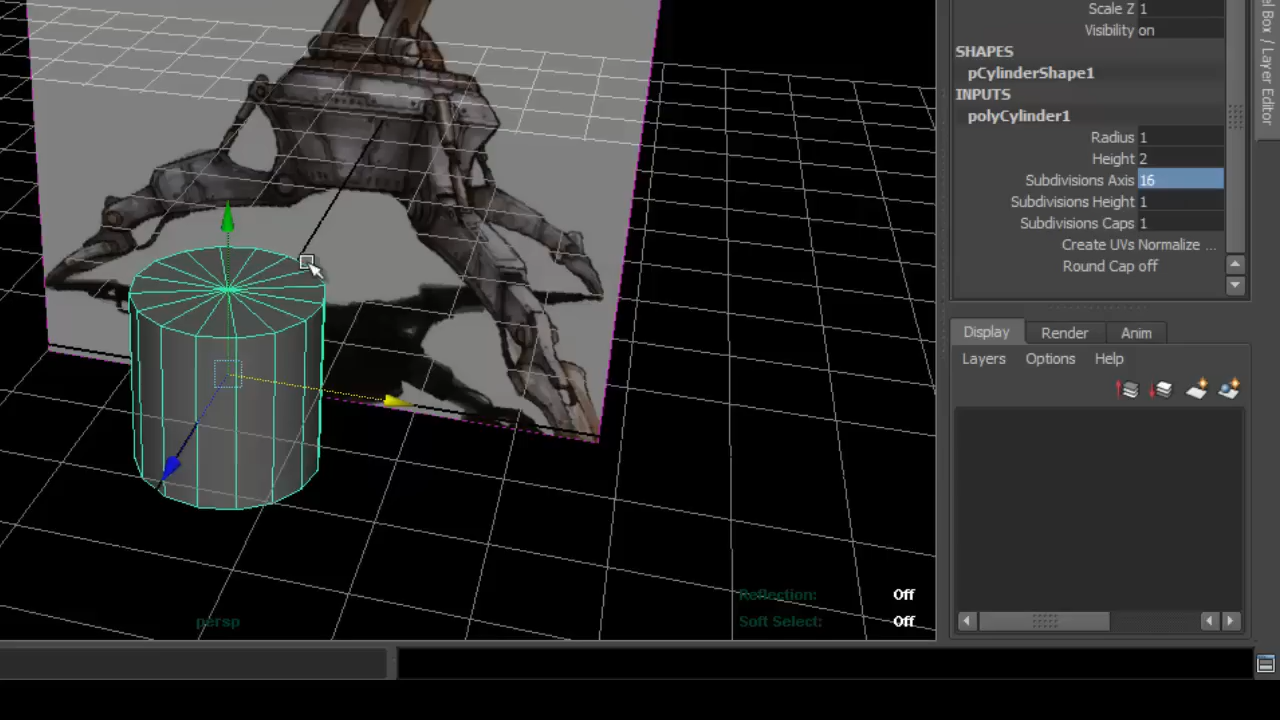 Scale Z 1
Visibility on
SHAPES
pCylinderShape1
INPUTS
polyCylinder1
Radius 1
Height 2
Subdivisions Axis 16
Subdivisions Height 1
Subdivisions Caps 1
Create UVs Normalize ...
Round Cap off
Box / Layer Editor
Display Render Anim
Layers Options Help
persp
Reflection: Off
Soft Select: Off